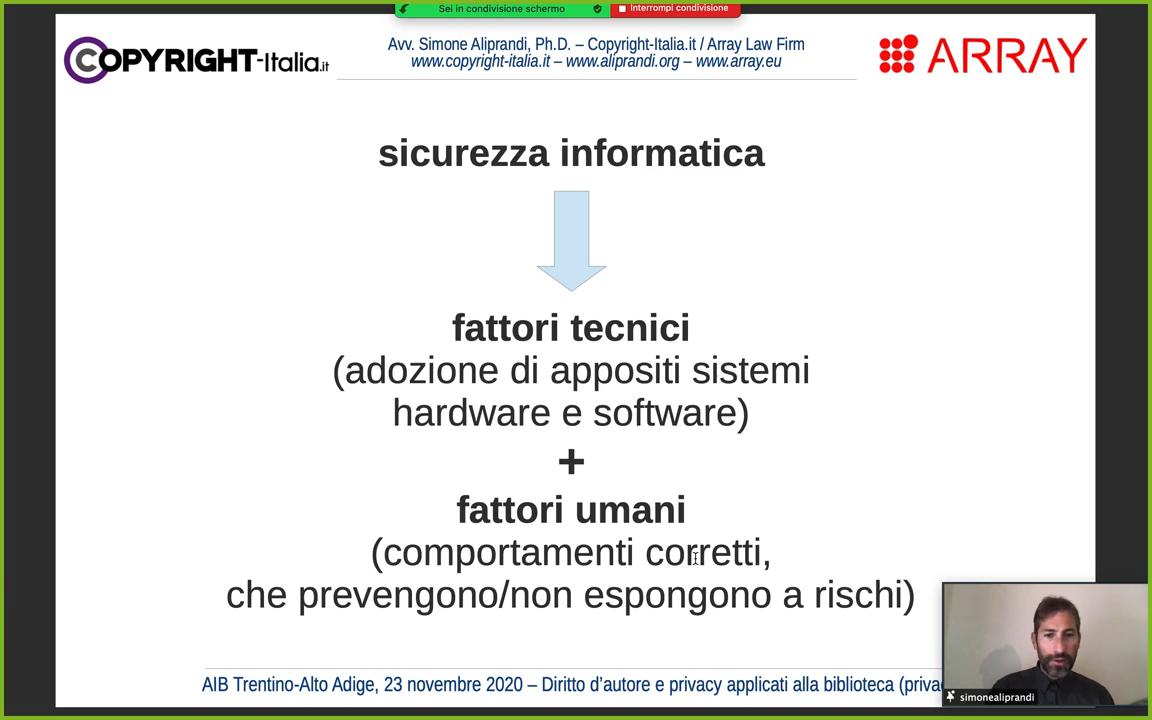 Sei in condivisione schermo
Interrompi condivisione
COPYRIGHT-Italia.it
Avv. Simone Aliprandi, Ph.D. – Copyright-Italia.it / Array Law Firm
www.copyright-italia.it – www.aliprandi.org – www.array.eu
ARRAY
sicurezza informatica
fattori tecnici
(adozione di appositi sistemi
hardware e software)
+
fattori umani
(comportamenti corretti,
che prevengono/non espongono a rischi)
AIB Trentino-Alto Adige, 23 novembre 2020 – Diritto d'autore e privacy applicati alla biblioteca
simonealiprandi